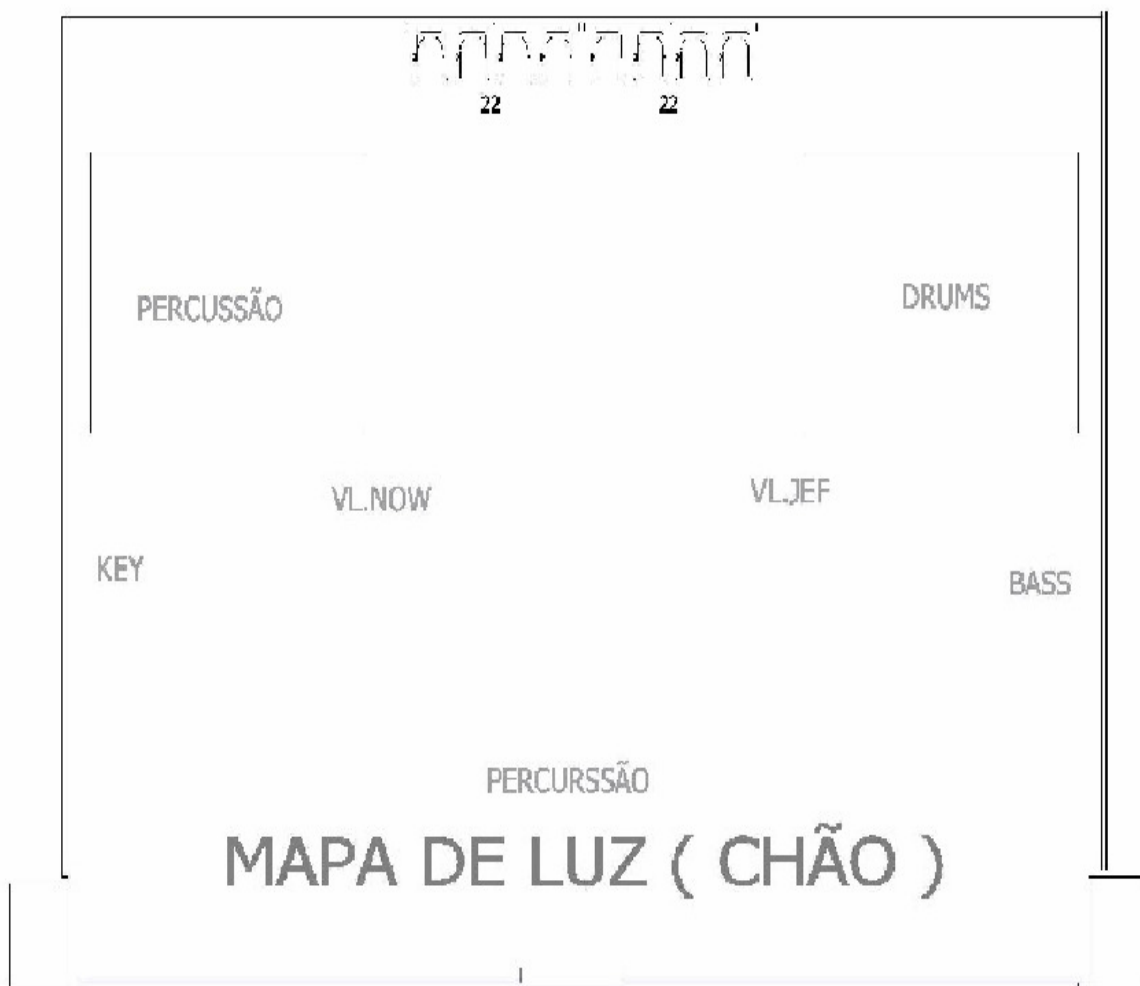 22 22
PERCUSSÃO DRUMS
VL.NOW VL.JEF
KEY BASS
PERCURSSÃO
MAPA DE LUZ ( CHÃO )